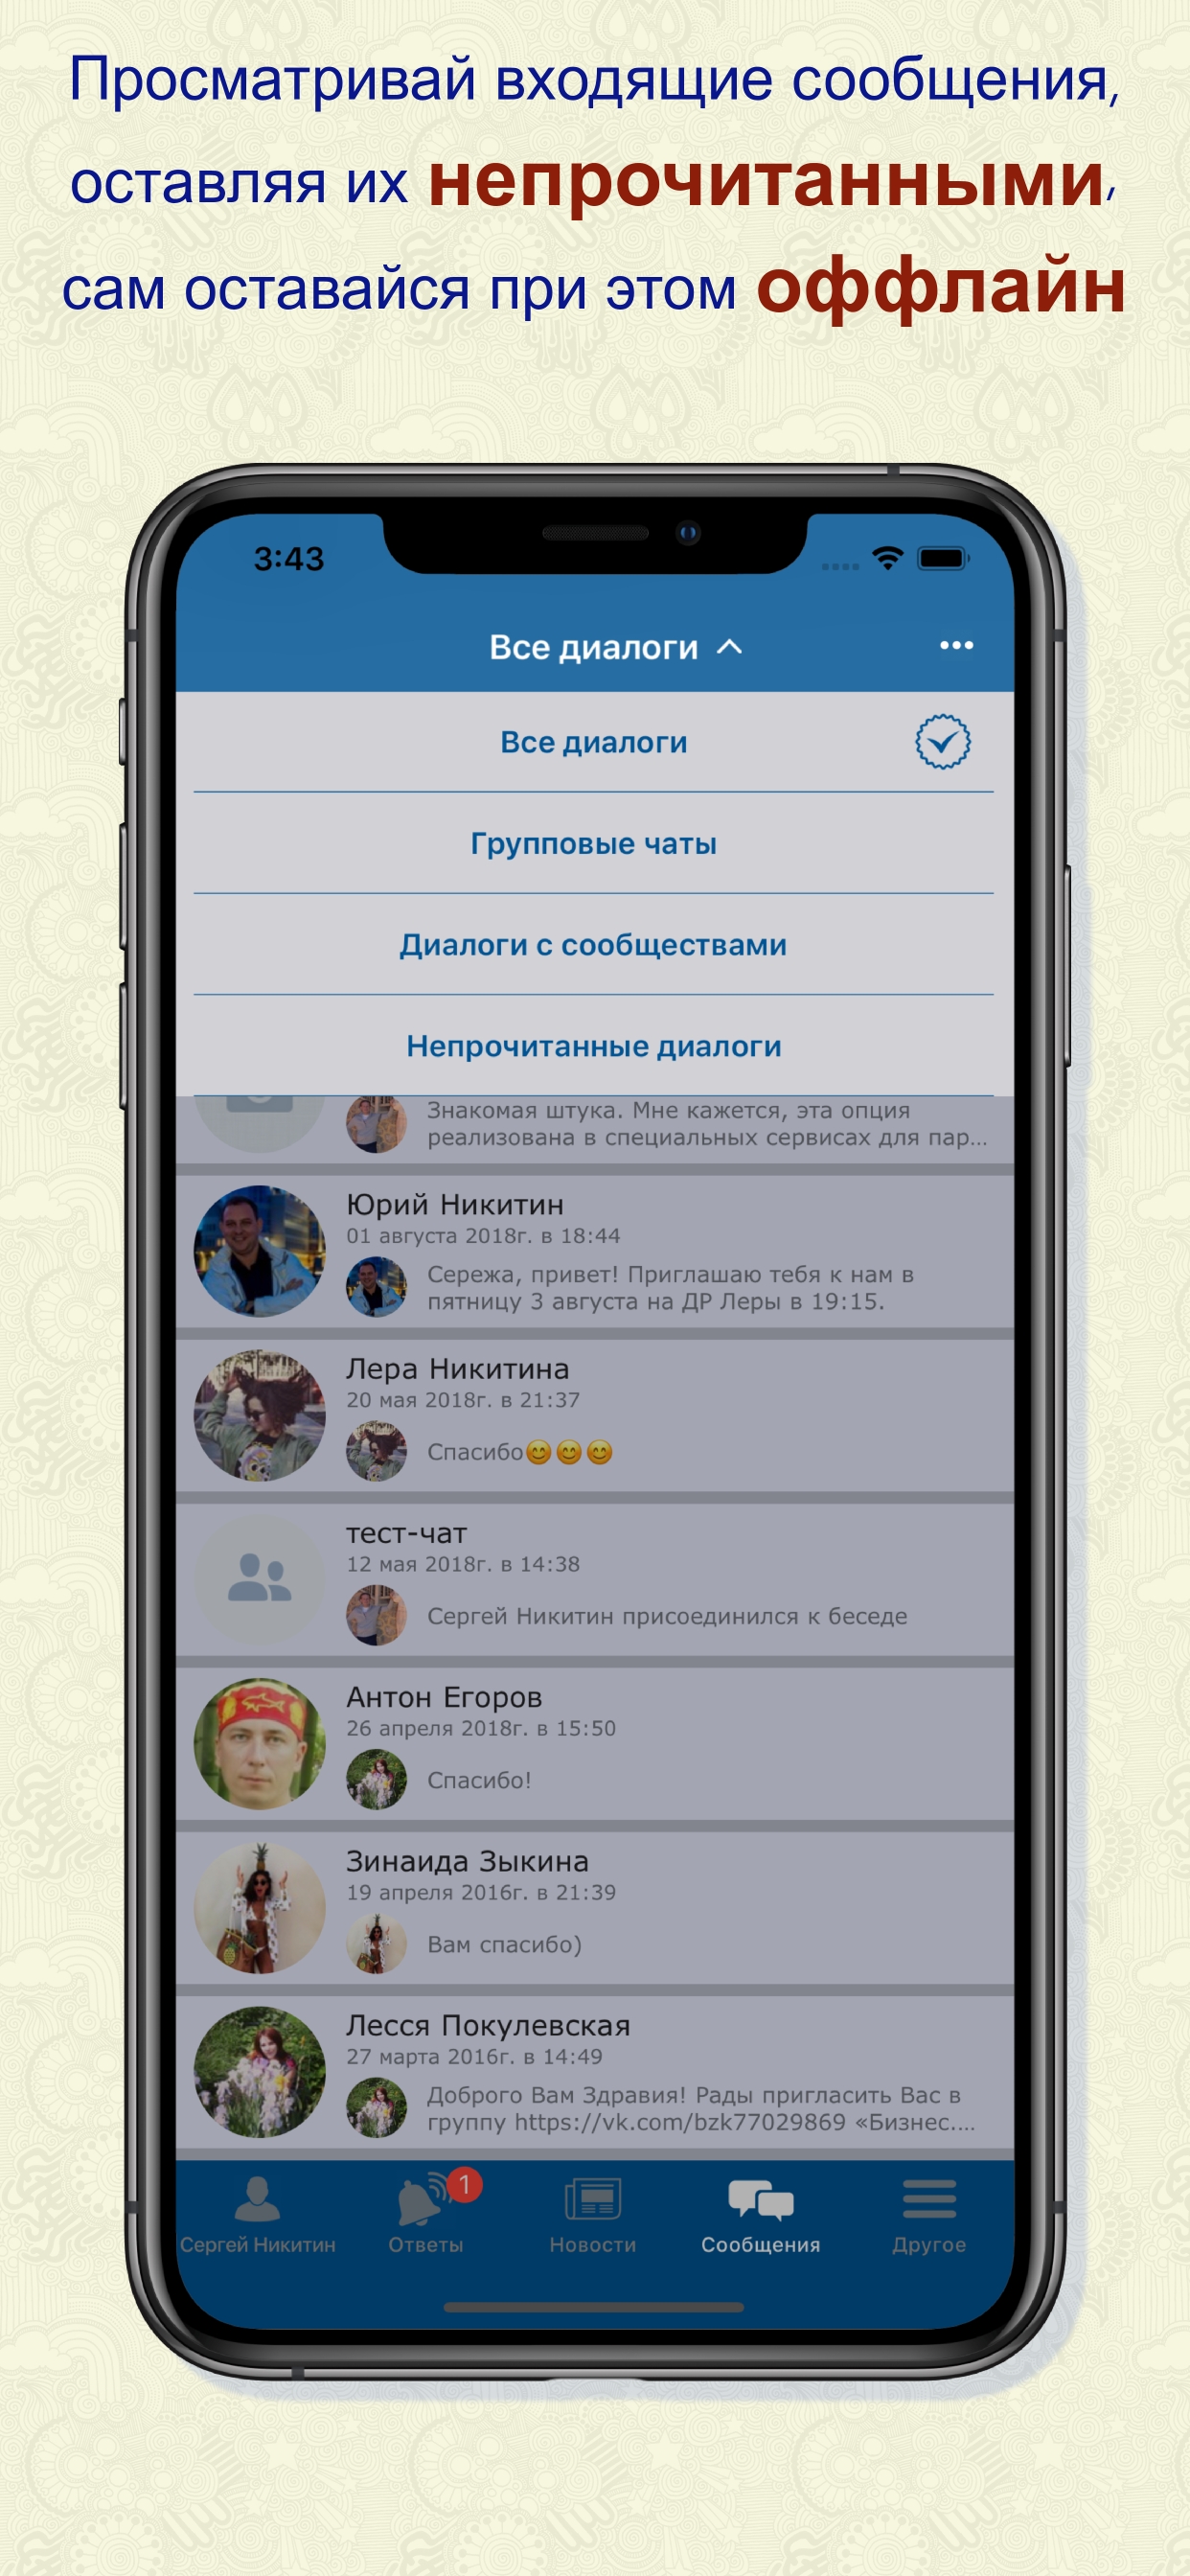 Просматривай входящие сообщения,
оставляя их непрочитанными,
сам оставайся при этом оффлайн
3:43
Все диалоги
Все диалоги
Групповые чаты
Диалоги с сообществами
Непрочитанные диалоги
Знакомая штука. Мне кажется, эта опция
реализована в специальных сервисах для пар...
Юрий Никитин
01 августа 2018г. в 18:44
Сережа, привет! Приглашаю тебя к нам в
пятницу 3 августа на ДР Леры в 19:15.
Лера Никитина
20 мая 2018г. в 21:37
Спасибо😊😊😊
тест-чат
12 мая 2018г. в 14:38
Сергей Никитин присоединился к беседе
Антон Егоров
26 апреля 2018г. в 15:50
Спасибо!
Зинаида Зыкина
19 апреля 2016г. в 21:39
Вам спасибо)
Лесся Покулевская
27 марта 2016г. в 14:49
Доброго Вам Здравия! Рады пригласить Вас в
группу https://vk.com/bzk77029869 «Бизнес....
1
Сергей Никитин Ответы Новости Сообщения Другое